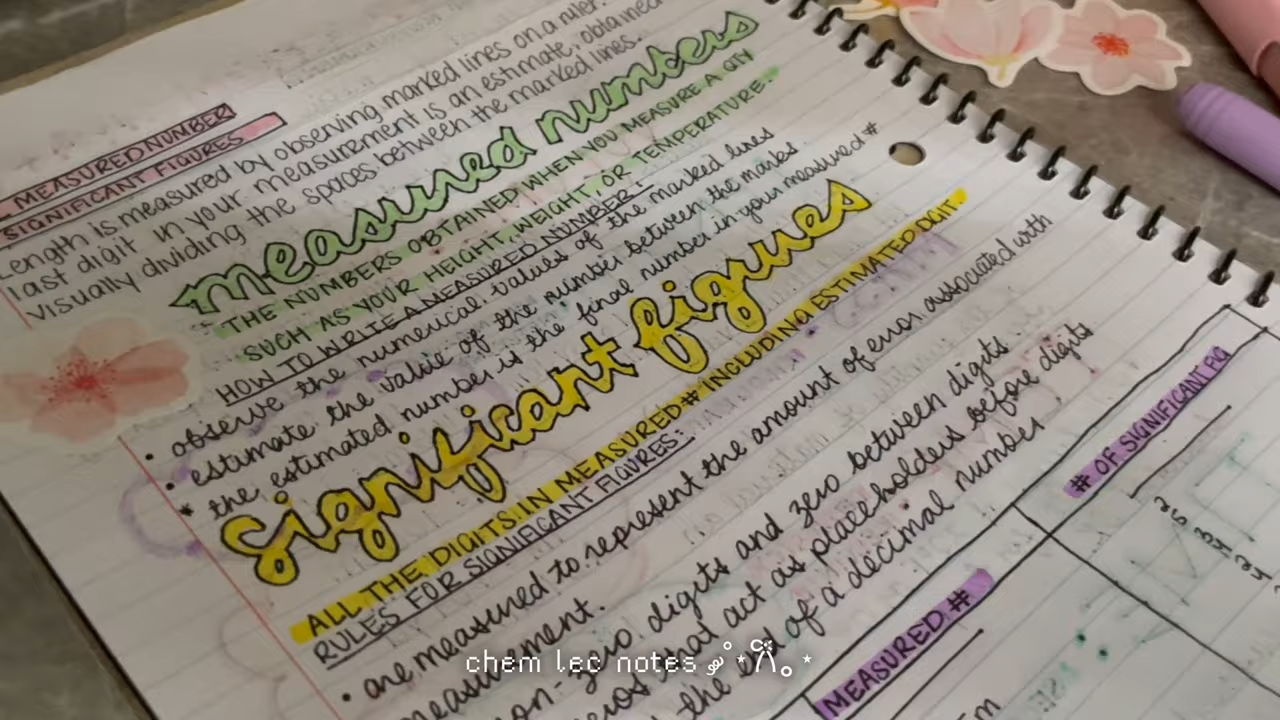 MEASURED NUMBER
SIGNIFICANT FIGURES
Length is measured by observing marked lines on a ruler.
last digit in your measurement is an estimate, obtained
visually dividing the spaces between the marked lines.
measured numbers
THE NUMBERS OBTAINED WHEN YOU MEASURE A QTY
SUCH AS YOUR HEIGHT, WEIGHT, OR TEMPERATURE.
HOW TO WRITE A MEASURED NUMBER:
• observe the numerical values of the marked lines
• estimate the value of the number between the marks
* the estimated number is the final number in your measured #
significant figures
ALL THE DIGITS IN MEASURED # INCLUDING ESTIMATED DIGIT.
RULES FOR SIGNIFICANT FIGURES:
• are measured to represent the amount of error associated with
measurement.
digits and zero between digits
that act as placeholders before digits
the end of a decimal number
# OF SIGNIFICANT FIG
MEASURED #
chem lec notes